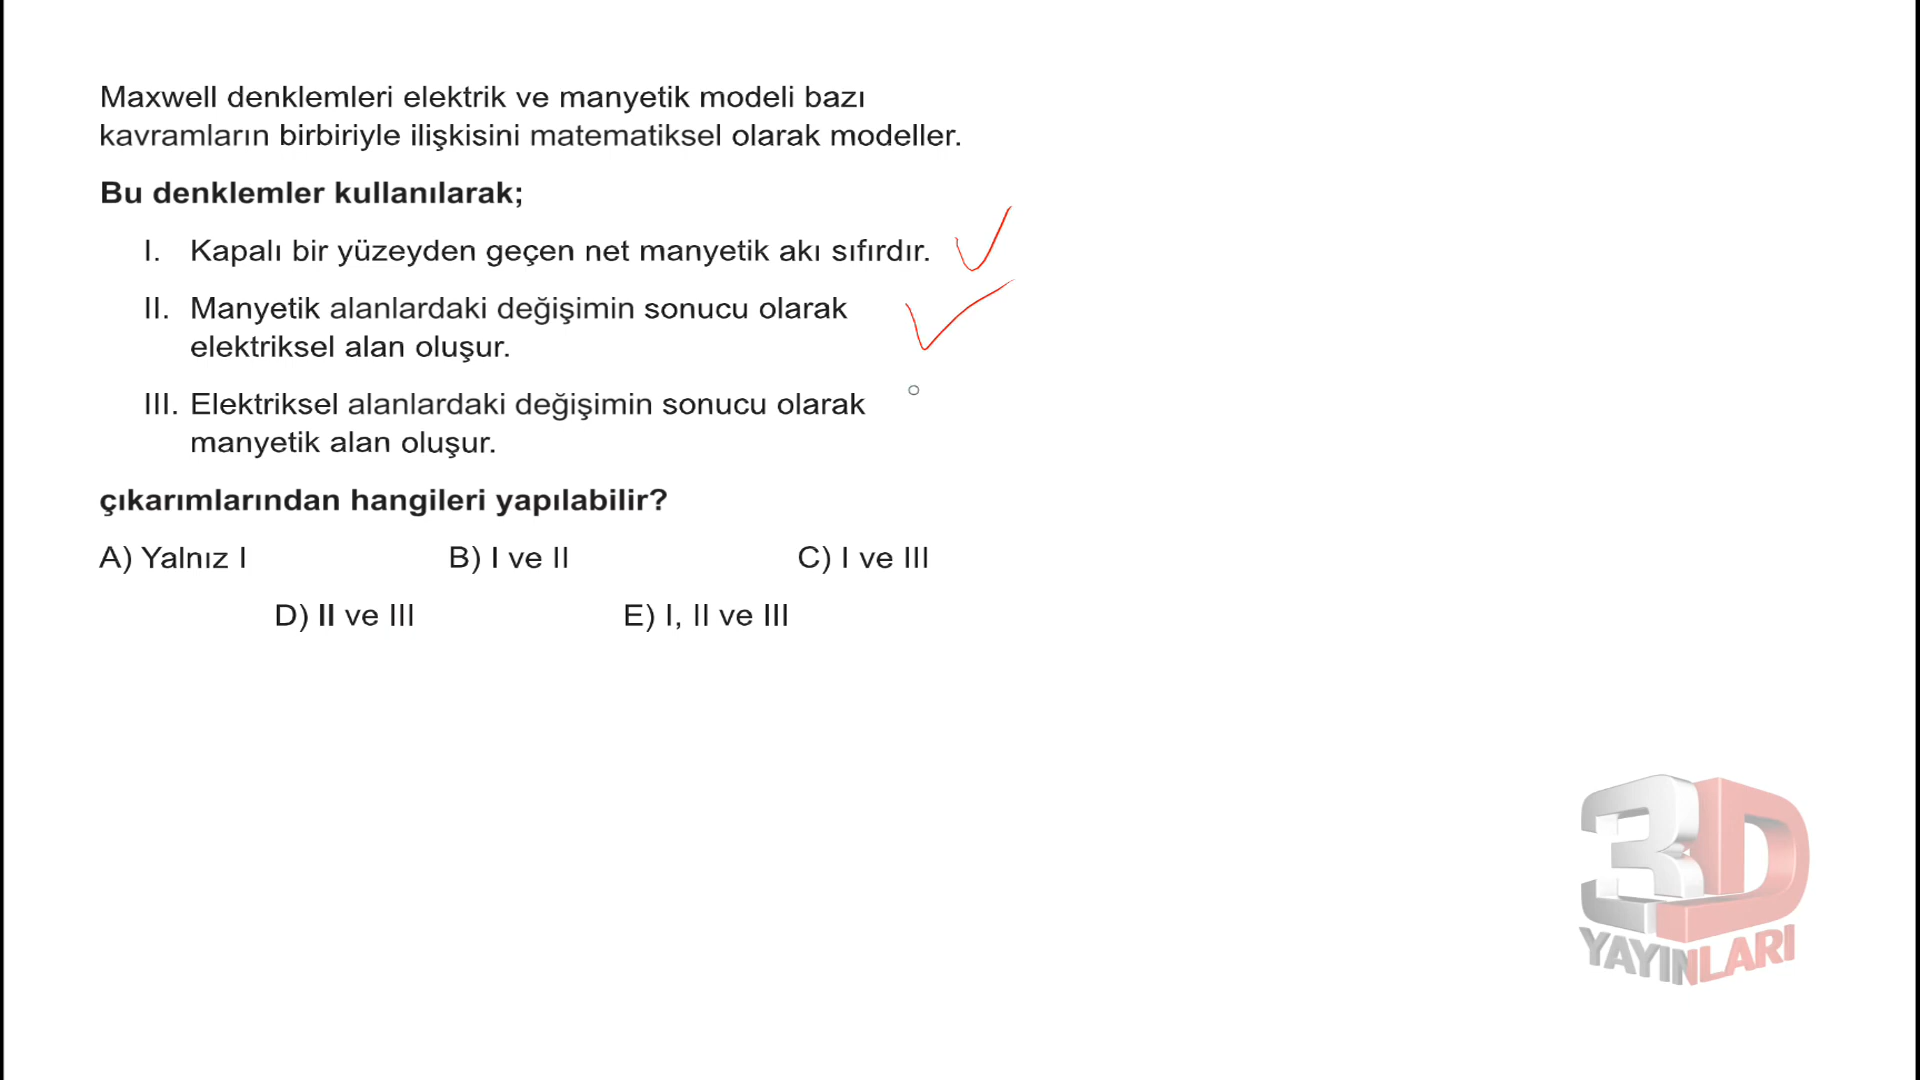 Maxwell denklemleri elektrik ve manyetik modeli bazı
kavramların birbiriyle ilişkisini matematiksel olarak modeller.
Bu denklemler kullanılarak;
I. Kapalı bir yüzeyden geçen net manyetik akı sıfırdır.
II. Manyetik alanlardaki değişimin sonucu olarak
elektriksel alan oluşur.
III. Elektriksel alanlardaki değişimin sonucu olarak
manyetik alan oluşur.
çıkarımlarından hangileri yapılabilir?
A) Yalnız I B) I ve II C) I ve III
D) II ve III E) I, II ve III
3D
YAYINLARI